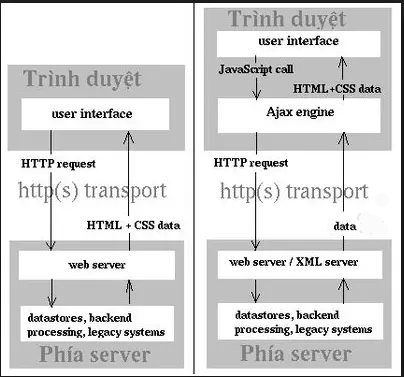 Trình duyệt
user interface
HTTP request
http(s) transport
HTML + CSS data
web server
datastores, backend
processing, legacy systems
Phía server
Trình duyệt
user interface
JavaScript call
HTML+CSS data
Ajax engine
HTTP request
http(s) transport
data
web server / XML server
datastores, backend
processing, legacy systems
Phía server